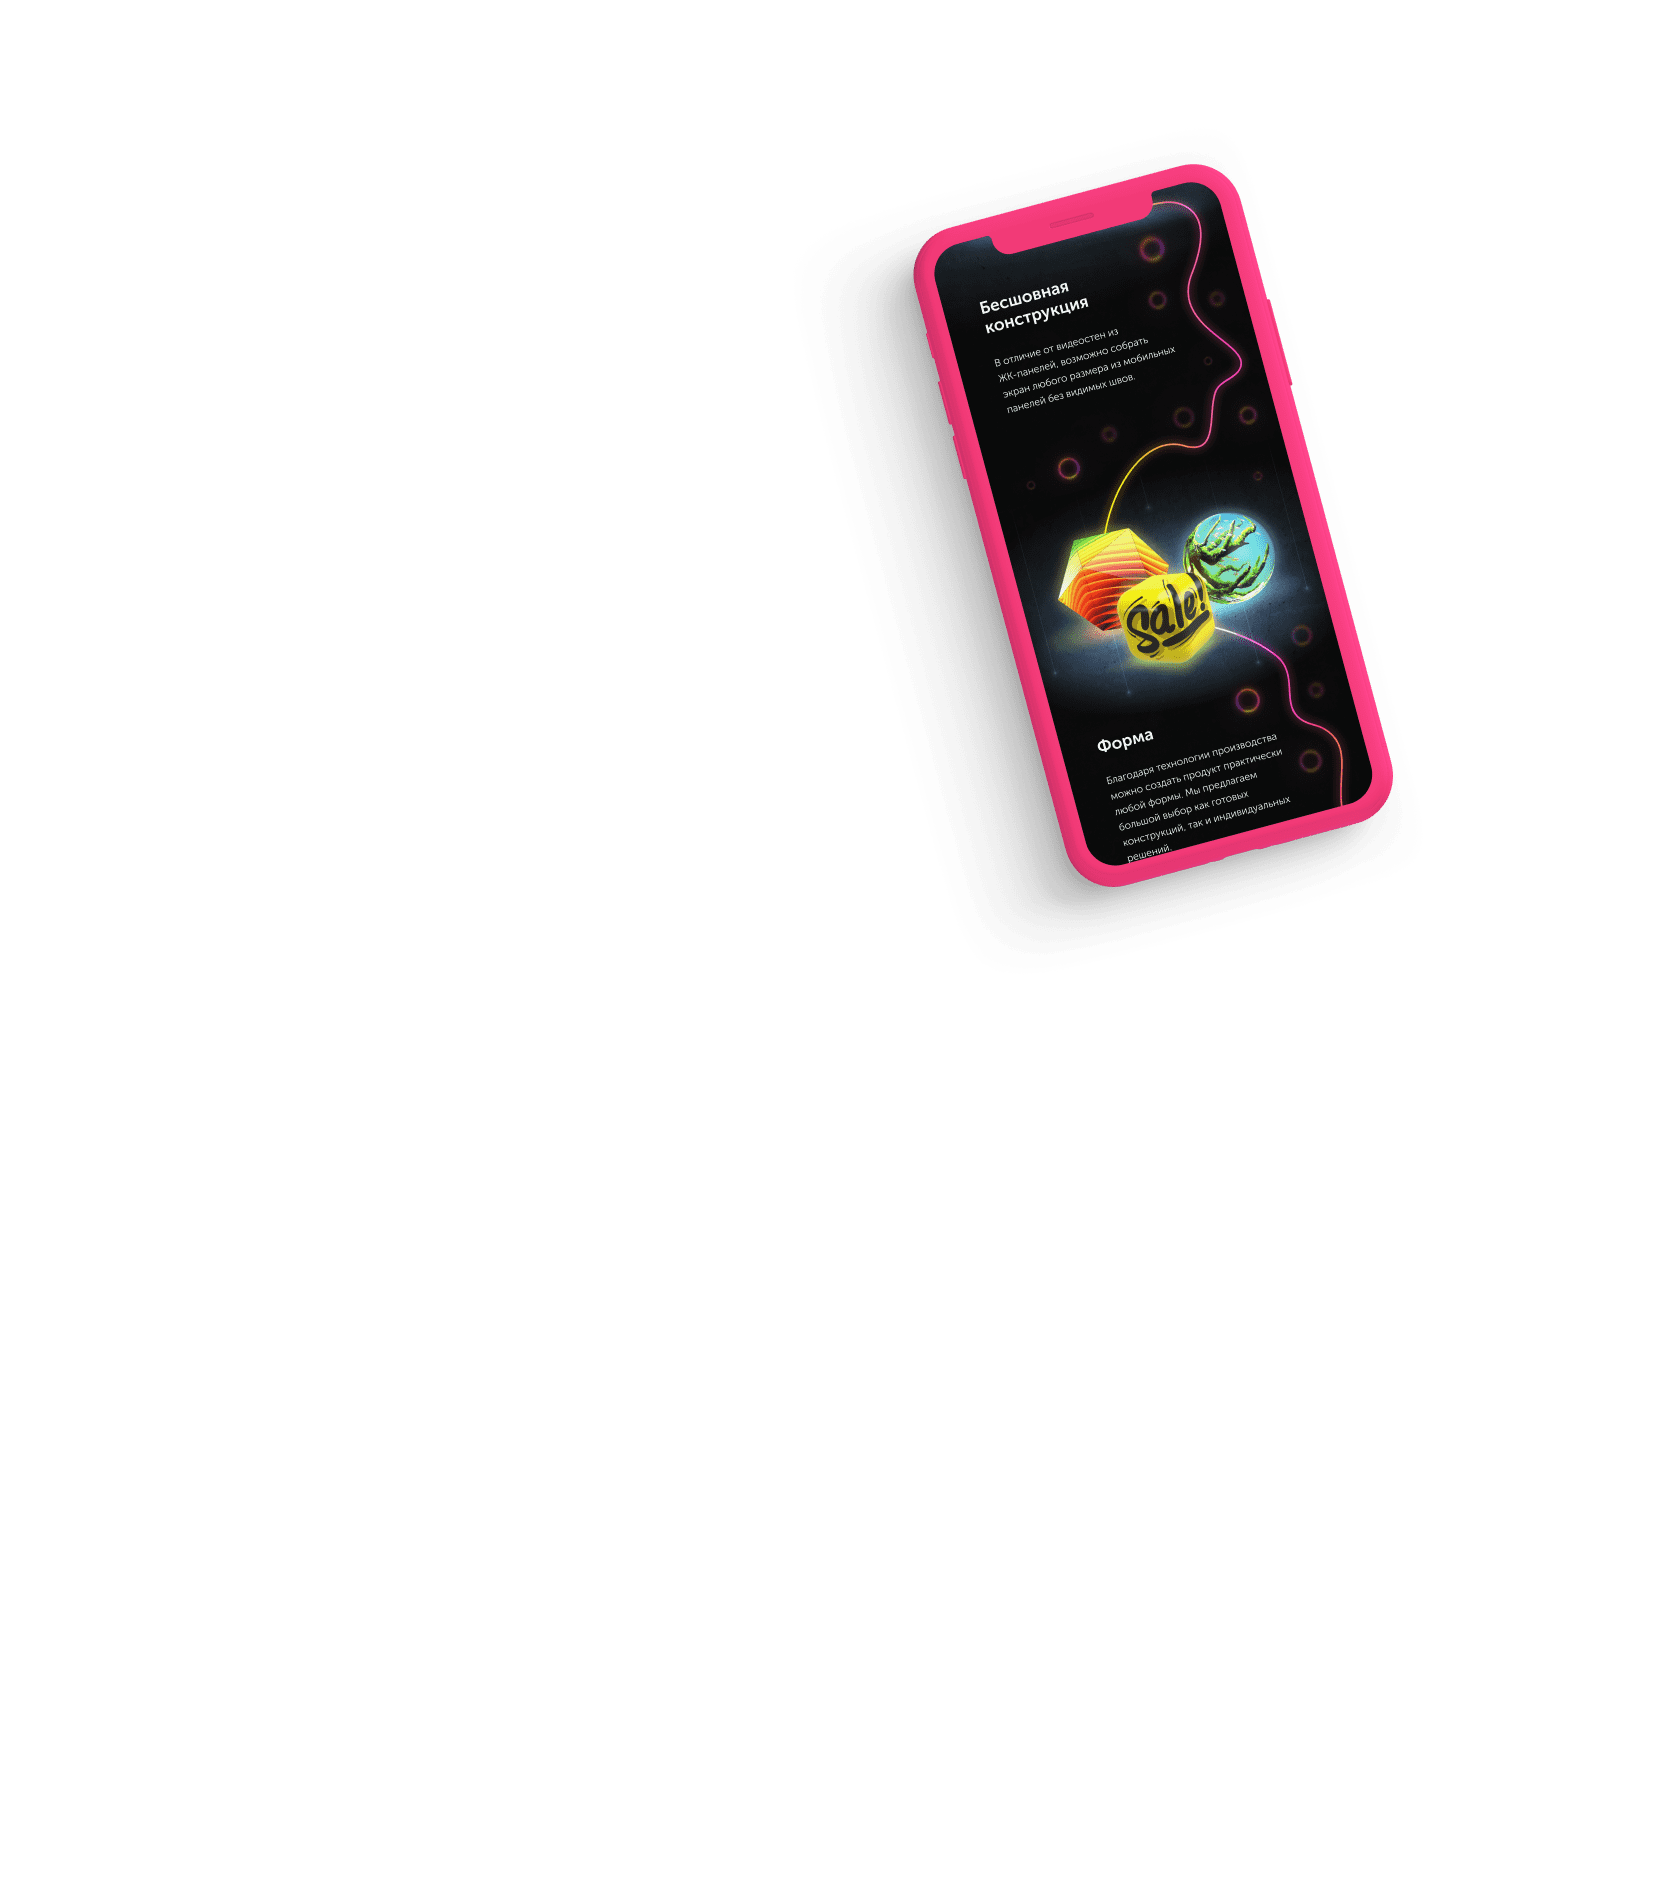 Бесшовная
конструкция
В отличие от видеостен из
ЖК-панелей, возможно собрать
экран любого размера из мобильных
панелей без видимых швов.
Sale!
Форма
Благодаря технологии производства
можно создать продукт практически
любой формы. Мы предлагаем
большой выбор как готовых
конструкций, так и индивидуальных
решений.